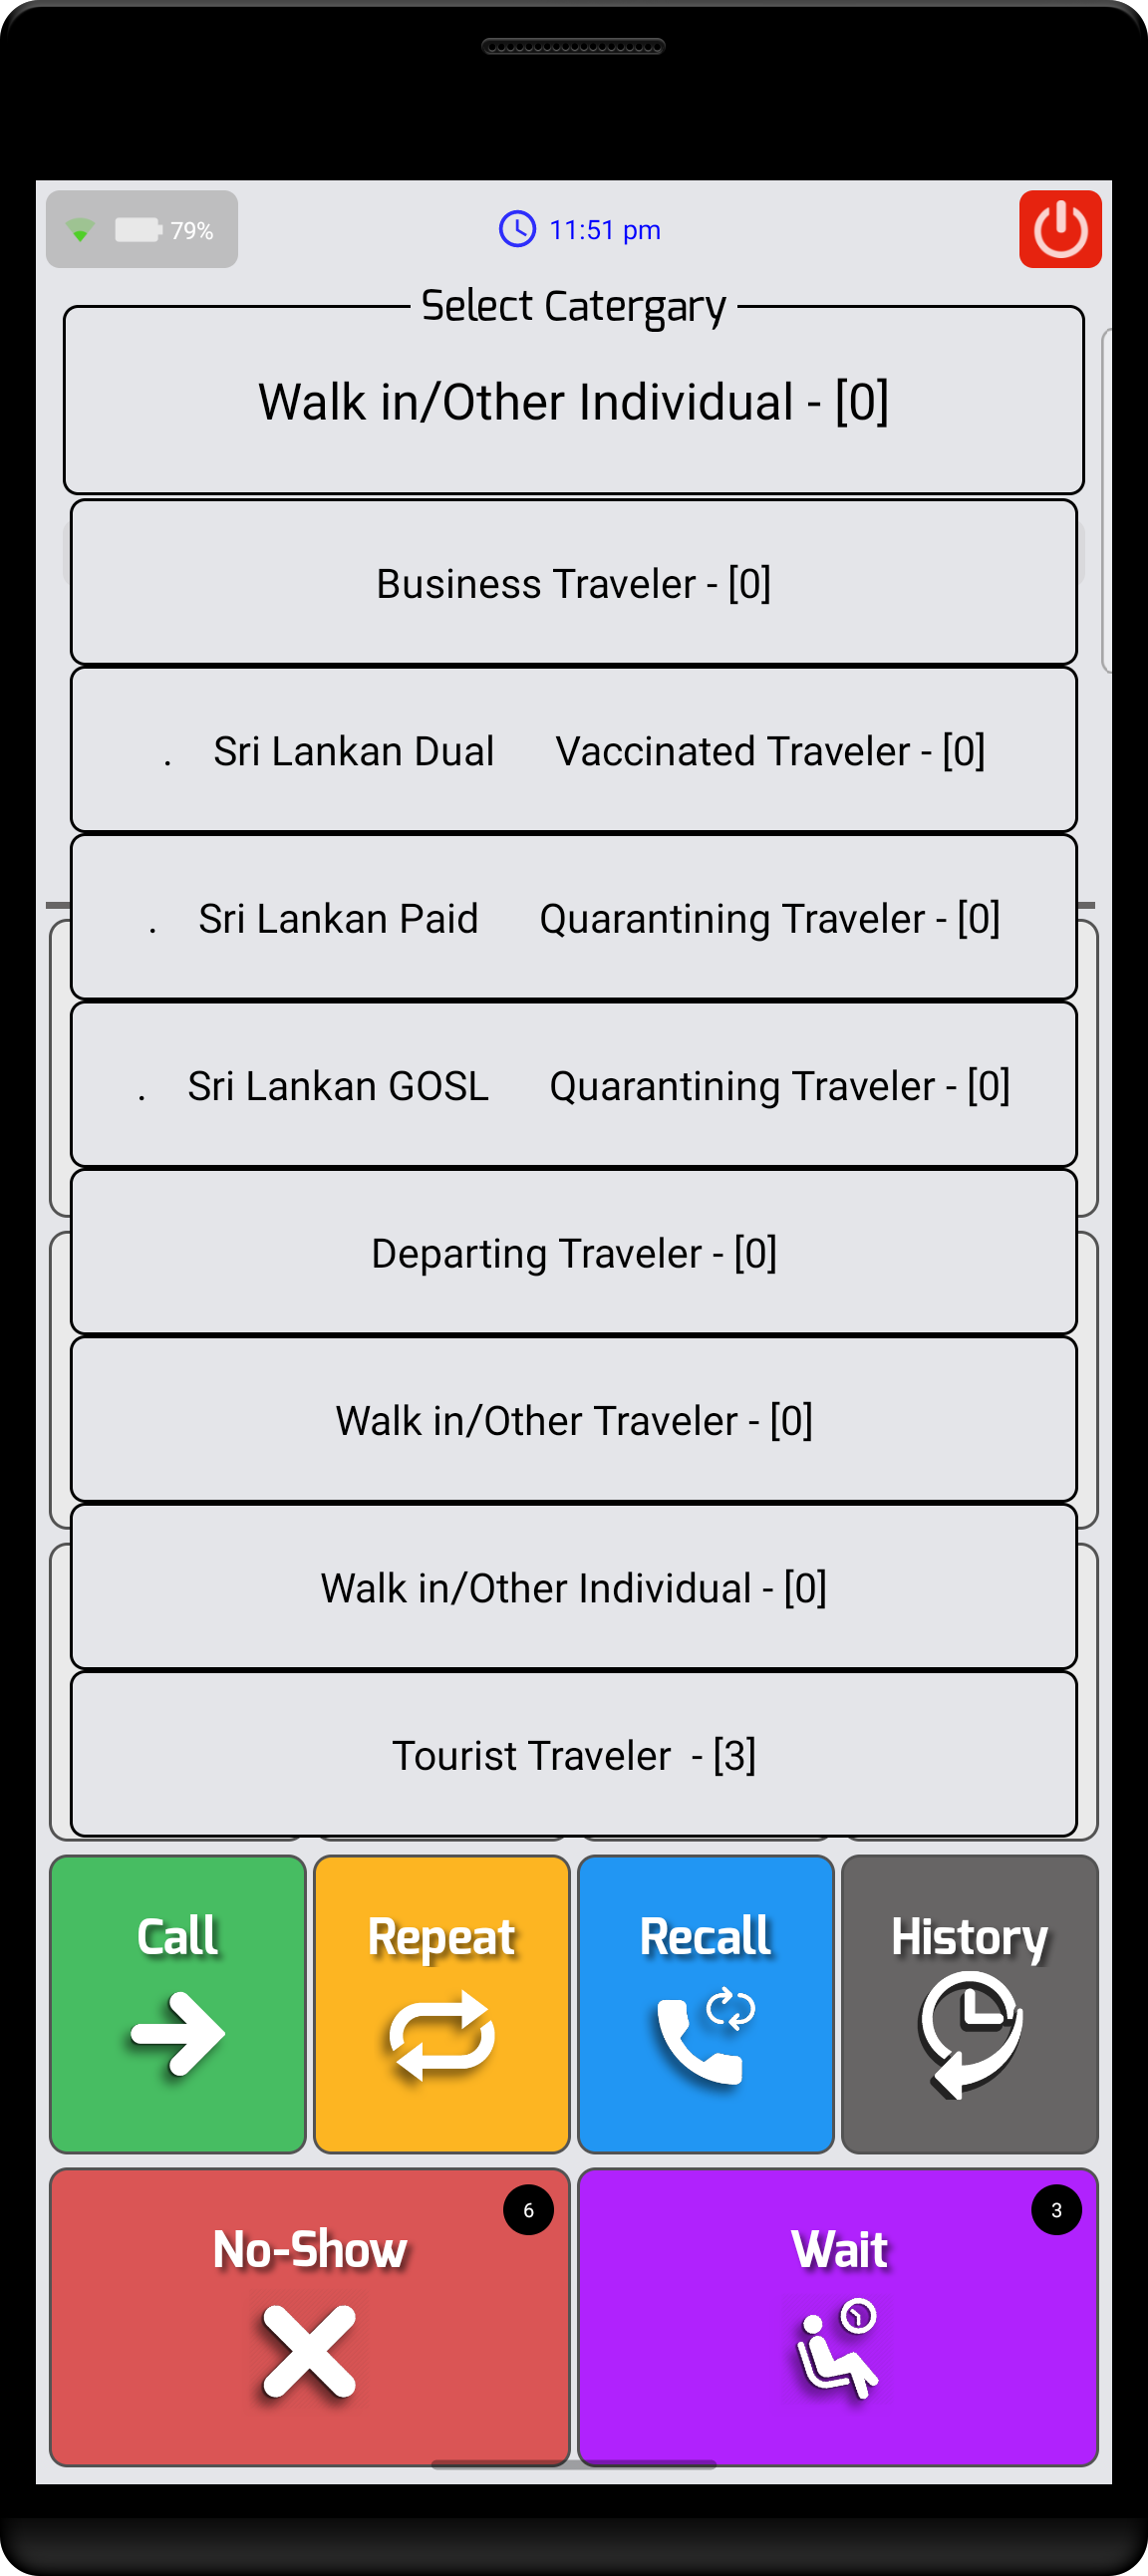 79%
11:51 pm
Select Catergary
Walk in/Other Individual - [0]
Business Traveler - [0]
. Sri Lankan Dual Vaccinated Traveler - [0]
. Sri Lankan Paid Quarantining Traveler - [0]
. Sri Lankan GOSL Quarantining Traveler - [0]
Departing Traveler - [0]
Walk in/Other Traveler - [0]
Walk in/Other Individual - [0]
Tourist Traveler - [3]
Call
Repeat
Recall
History
No-Show
6
Wait
3